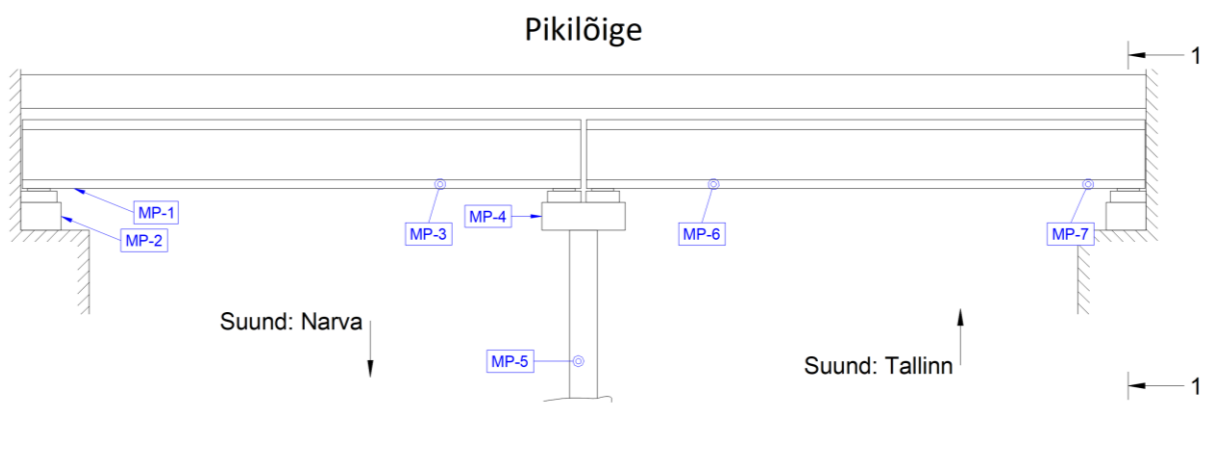 Pikilõige
1
MP-1
MP-2
MP-3
MP-4
MP-6
MP-7
Suund: Narva
MP-5
Suund: Tallinn
1